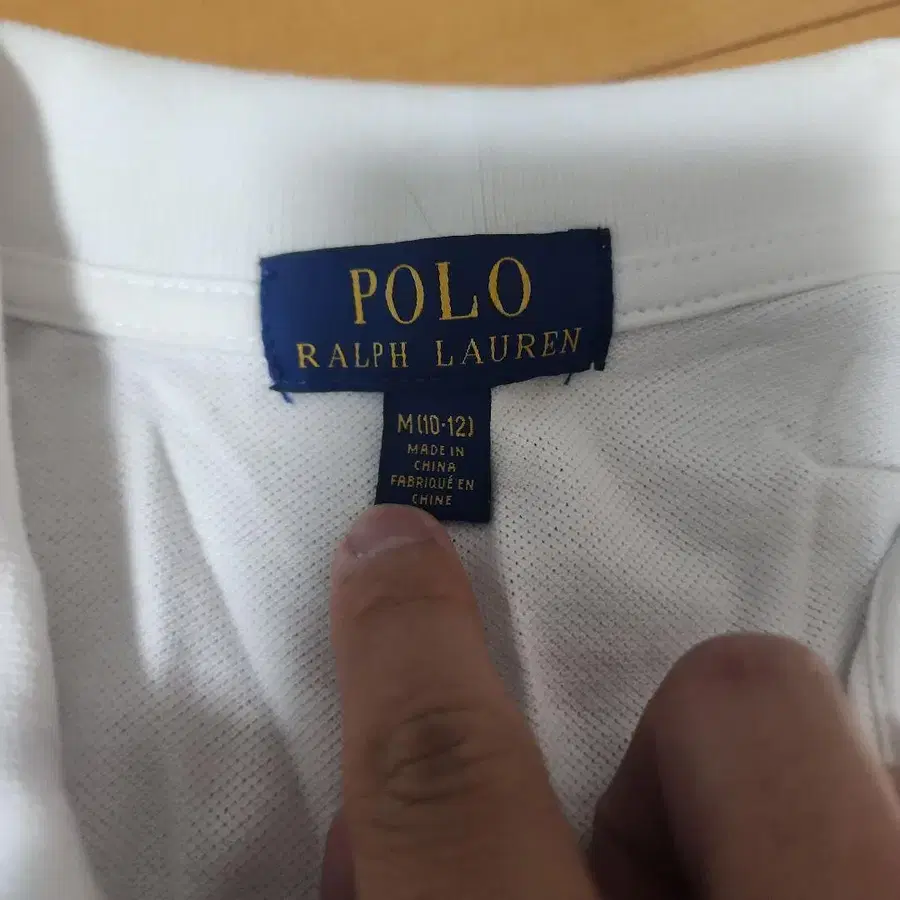 POLO
RALPH LAUREN
M(10-12)
MADE IN
CHINA
FABRIQUÉ EN
CHINE